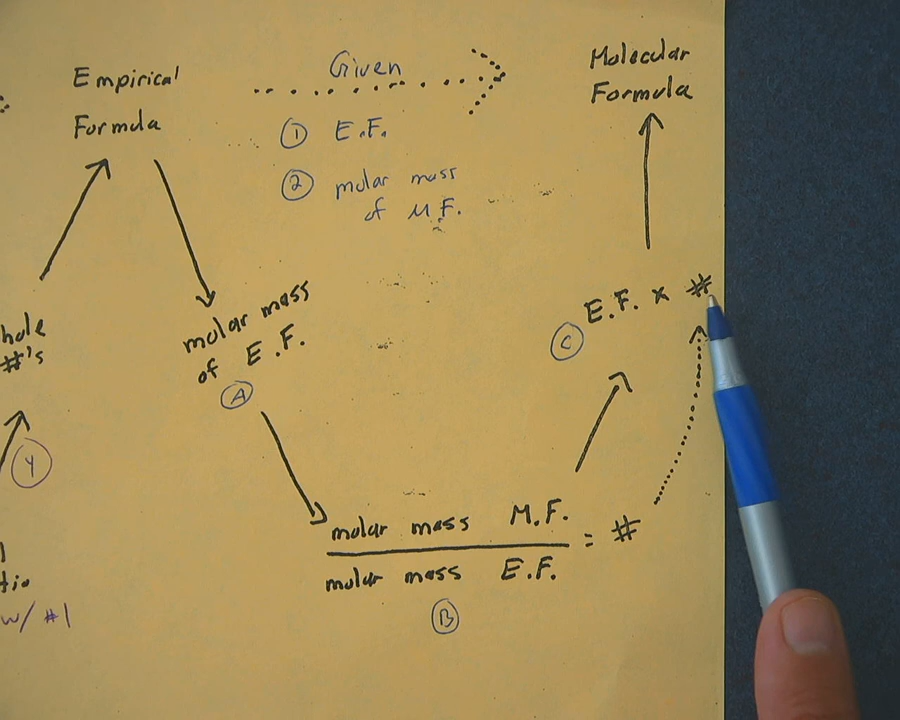 Empirical
Formula
Given
① E.F.
② molar mass
of M.F.
Molecular
Formula
hole
#'s
molar mass
of E.F.
Ⓐ
E.F. x #
Ⓒ
molar mass M.F.
molar mass E.F.
= #
Ⓑ
tio
w/ #1